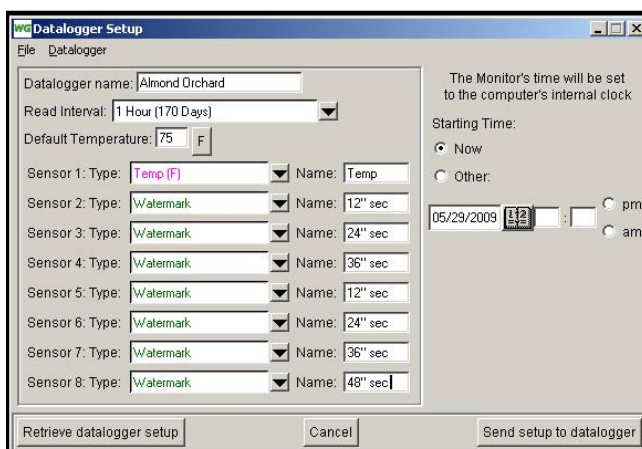 WG Datalogger Setup
File Datalogger
Datalogger name: Almond Orchard
Read Interval: 1 Hour (170 Days)
Default Temperature: 75 F
Sensor 1: Type: Temp (F) Name: Temp
Sensor 2: Type: Watermark Name: 12" sec
Sensor 3: Type: Watermark Name: 24" sec
Sensor 4: Type: Watermark Name: 36" sec
Sensor 5: Type: Watermark Name: 12" sec
Sensor 6: Type: Watermark Name: 24" sec
Sensor 7: Type: Watermark Name: 36" sec
Sensor 8: Type: Watermark Name: 48" sec
The Monitor's time will be set
to the computer's internal clock
Starting Time:
Now
Other:
05/29/2009 : pm
am
Retrieve datalogger setup Cancel Send setup to datalogger